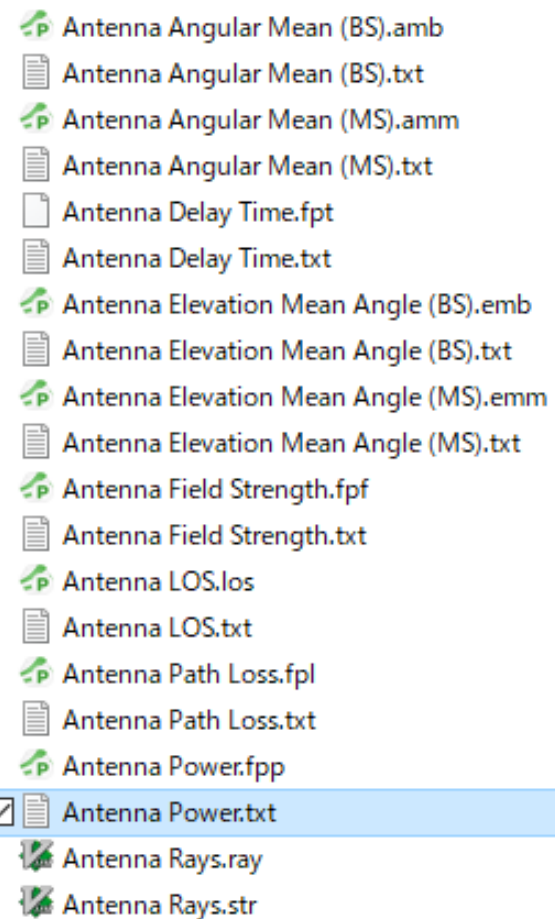 Antenna Angular Mean (BS).amb
Antenna Angular Mean (BS).txt
Antenna Angular Mean (MS).amm
Antenna Angular Mean (MS).txt
Antenna Delay Time.fpt
Antenna Delay Time.txt
Antenna Elevation Mean Angle (BS).emb
Antenna Elevation Mean Angle (BS).txt
Antenna Elevation Mean Angle (MS).emm
Antenna Elevation Mean Angle (MS).txt
Antenna Field Strength.fpf
Antenna Field Strength.txt
Antenna LOS.los
Antenna LOS.txt
Antenna Path Loss.fpl
Antenna Path Loss.txt
Antenna Power.fpp
Antenna Power.txt
Antenna Rays.ray
Antenna Rays.str